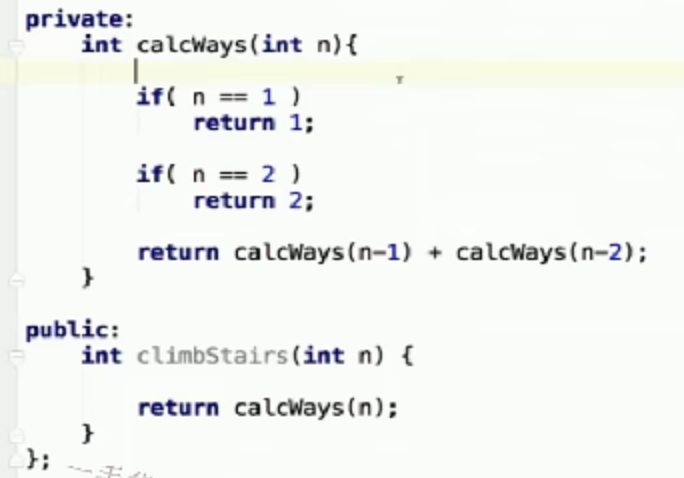 private:
    int calcWays(int n){

        if( n == 1 )
            return 1;

        if( n == 2 )
            return 2;

        return calcWays(n-1) + calcWays(n-2);
    }

public:
    int climbStairs(int n) {

        return calcWays(n);
    }
};